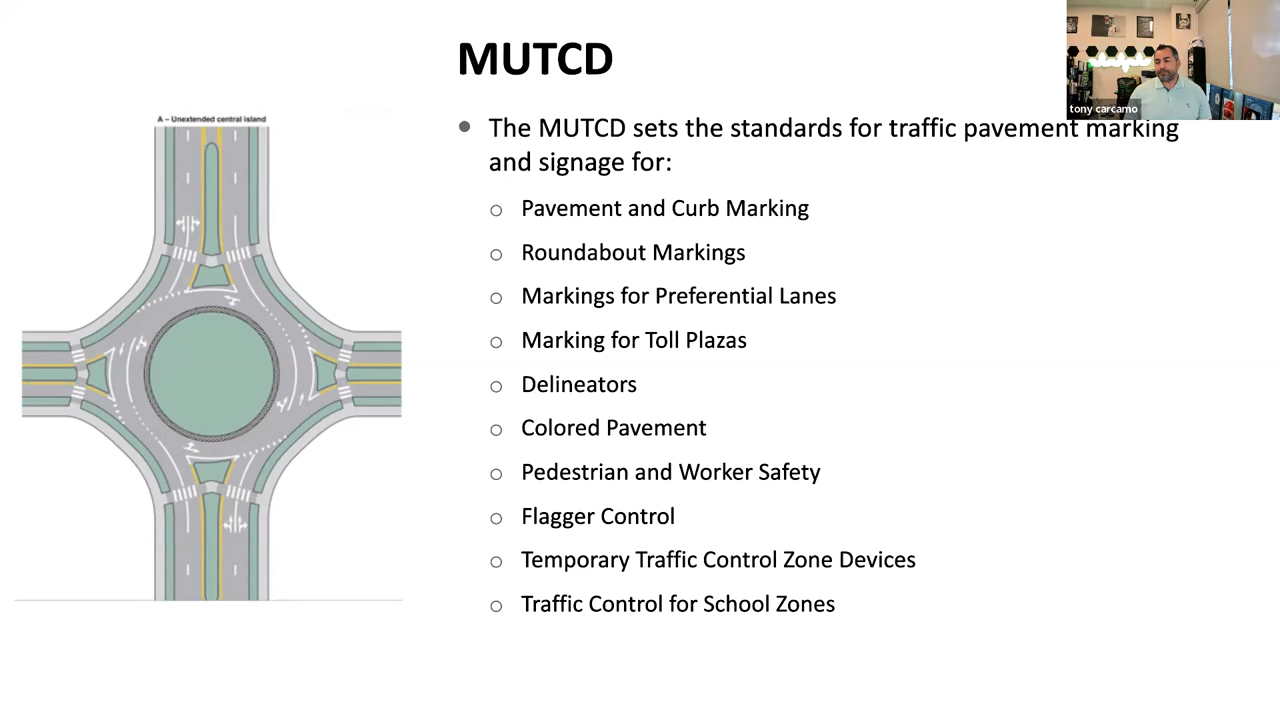 MUTCD
tony carcamo
A – Unextended central island
The MUTCD sets the standards for traffic pavement marking
and signage for:
Pavement and Curb Marking
Roundabout Markings
Markings for Preferential Lanes
Marking for Toll Plazas
Delineators
Colored Pavement
Pedestrian and Worker Safety
Flagger Control
Temporary Traffic Control Zone Devices
Traffic Control for School Zones